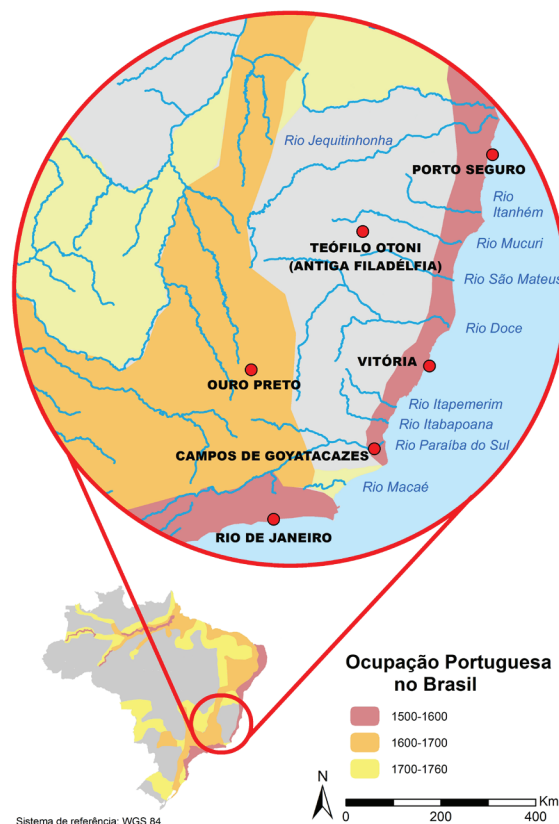 Rio Jequitinhonha
PORTO SEGURO
Rio
Itanhém
TEÓFILO OTONI
(ANTIGA FILADÉLFIA)
Rio Mucuri
Rio São Mateus
Rio Doce
VITÓRIA
OURO PRETO
Rio Itapemerim
Rio Itabapoana
CAMPOS DE GOYATACAZES
Rio Paraíba do Sul
Rio Macaé
RIO DE JANEIRO
Ocupação Portuguesa
no Brasil
1500-1600
1600-1700
1700-1760
N
Km
0 100 200 400
Sistema de referência: WGS 84